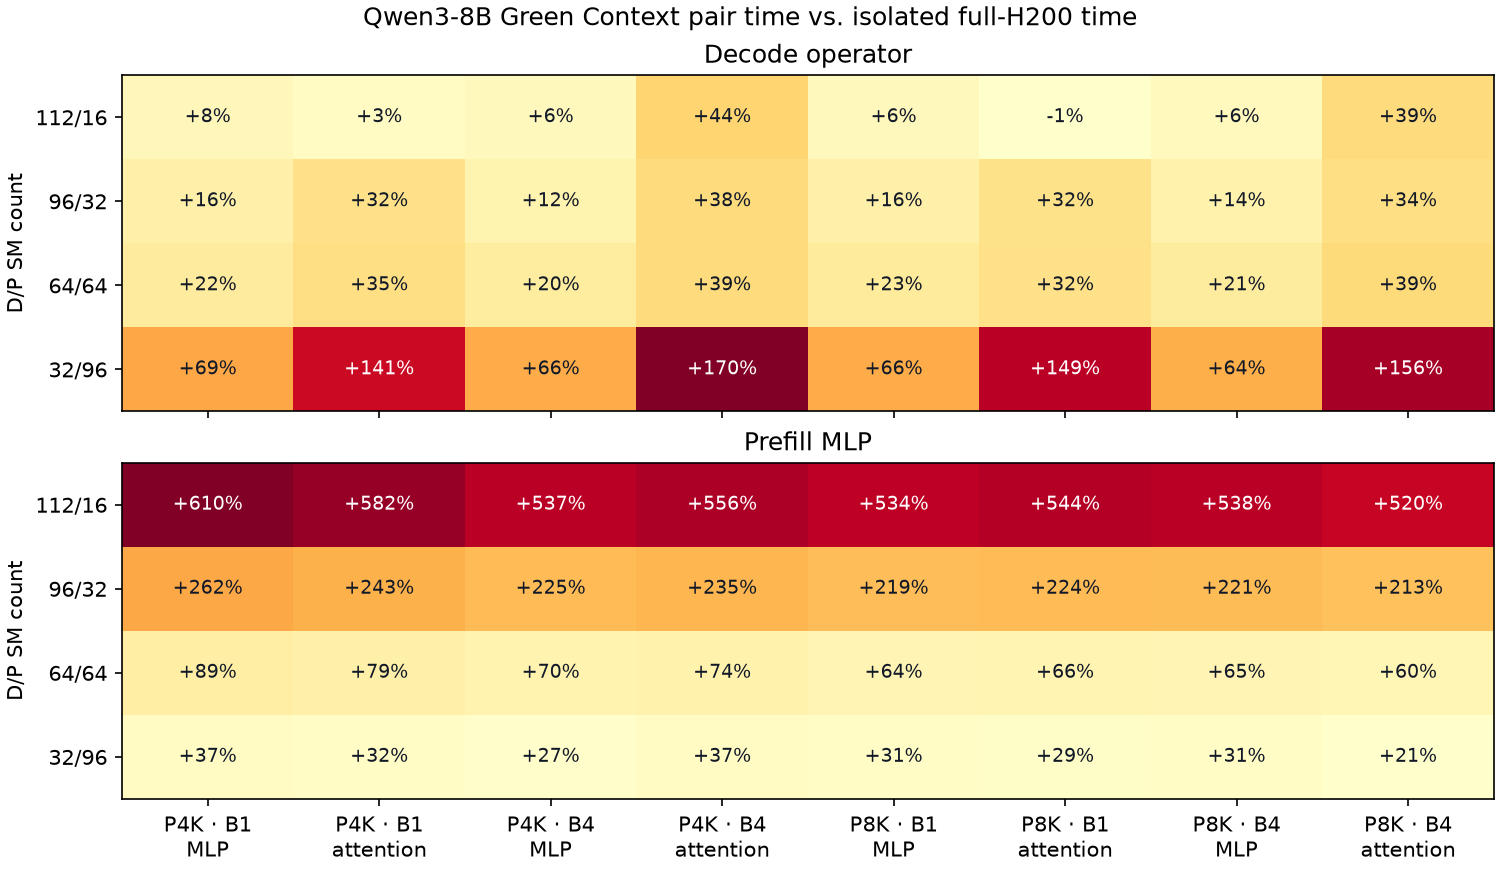 Qwen3-8B Green Context pair time vs. isolated full-H200 time
Decode operator
D/P SM count
112/16 +8% +3% +6% +44% +6% -1% +6% +39%
96/32 +16% +32% +12% +38% +16% +32% +14% +34%
64/64 +22% +35% +20% +39% +23% +32% +21% +39%
32/96 +69% +141% +66% +170% +66% +149% +64% +156%
Prefill MLP
D/P SM count
112/16 +610% +582% +537% +556% +534% +544% +538% +520%
96/32 +262% +243% +225% +235% +219% +224% +221% +213%
64/64 +89% +79% +70% +74% +64% +66% +65% +60%
32/96 +37% +32% +27% +37% +31% +29% +31% +21%
P4K · B1 P4K · B1 P4K · B4 P4K · B4 P8K · B1 P8K · B1 P8K · B4 P8K · B4
MLP attention MLP attention MLP attention MLP attention